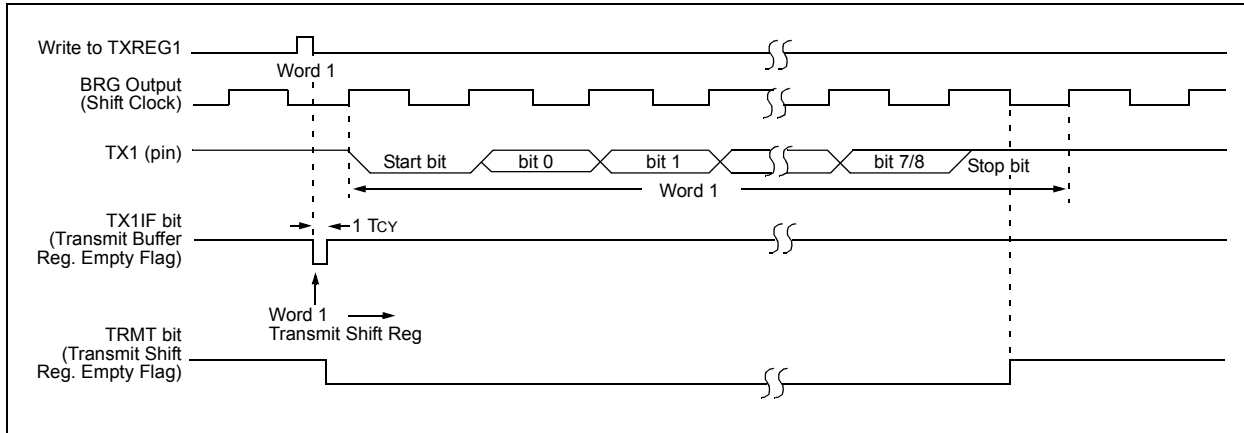 Write to TXREG1
Word 1
BRG Output
(Shift Clock)
TX1 (pin)
Start bit
bit 0
bit 1
bit 7/8
Stop bit
Word 1
TX1IF bit
(Transmit Buffer
Reg. Empty Flag)
1 TCY
Word 1
Transmit Shift Reg
TRMT bit
(Transmit Shift
Reg. Empty Flag)